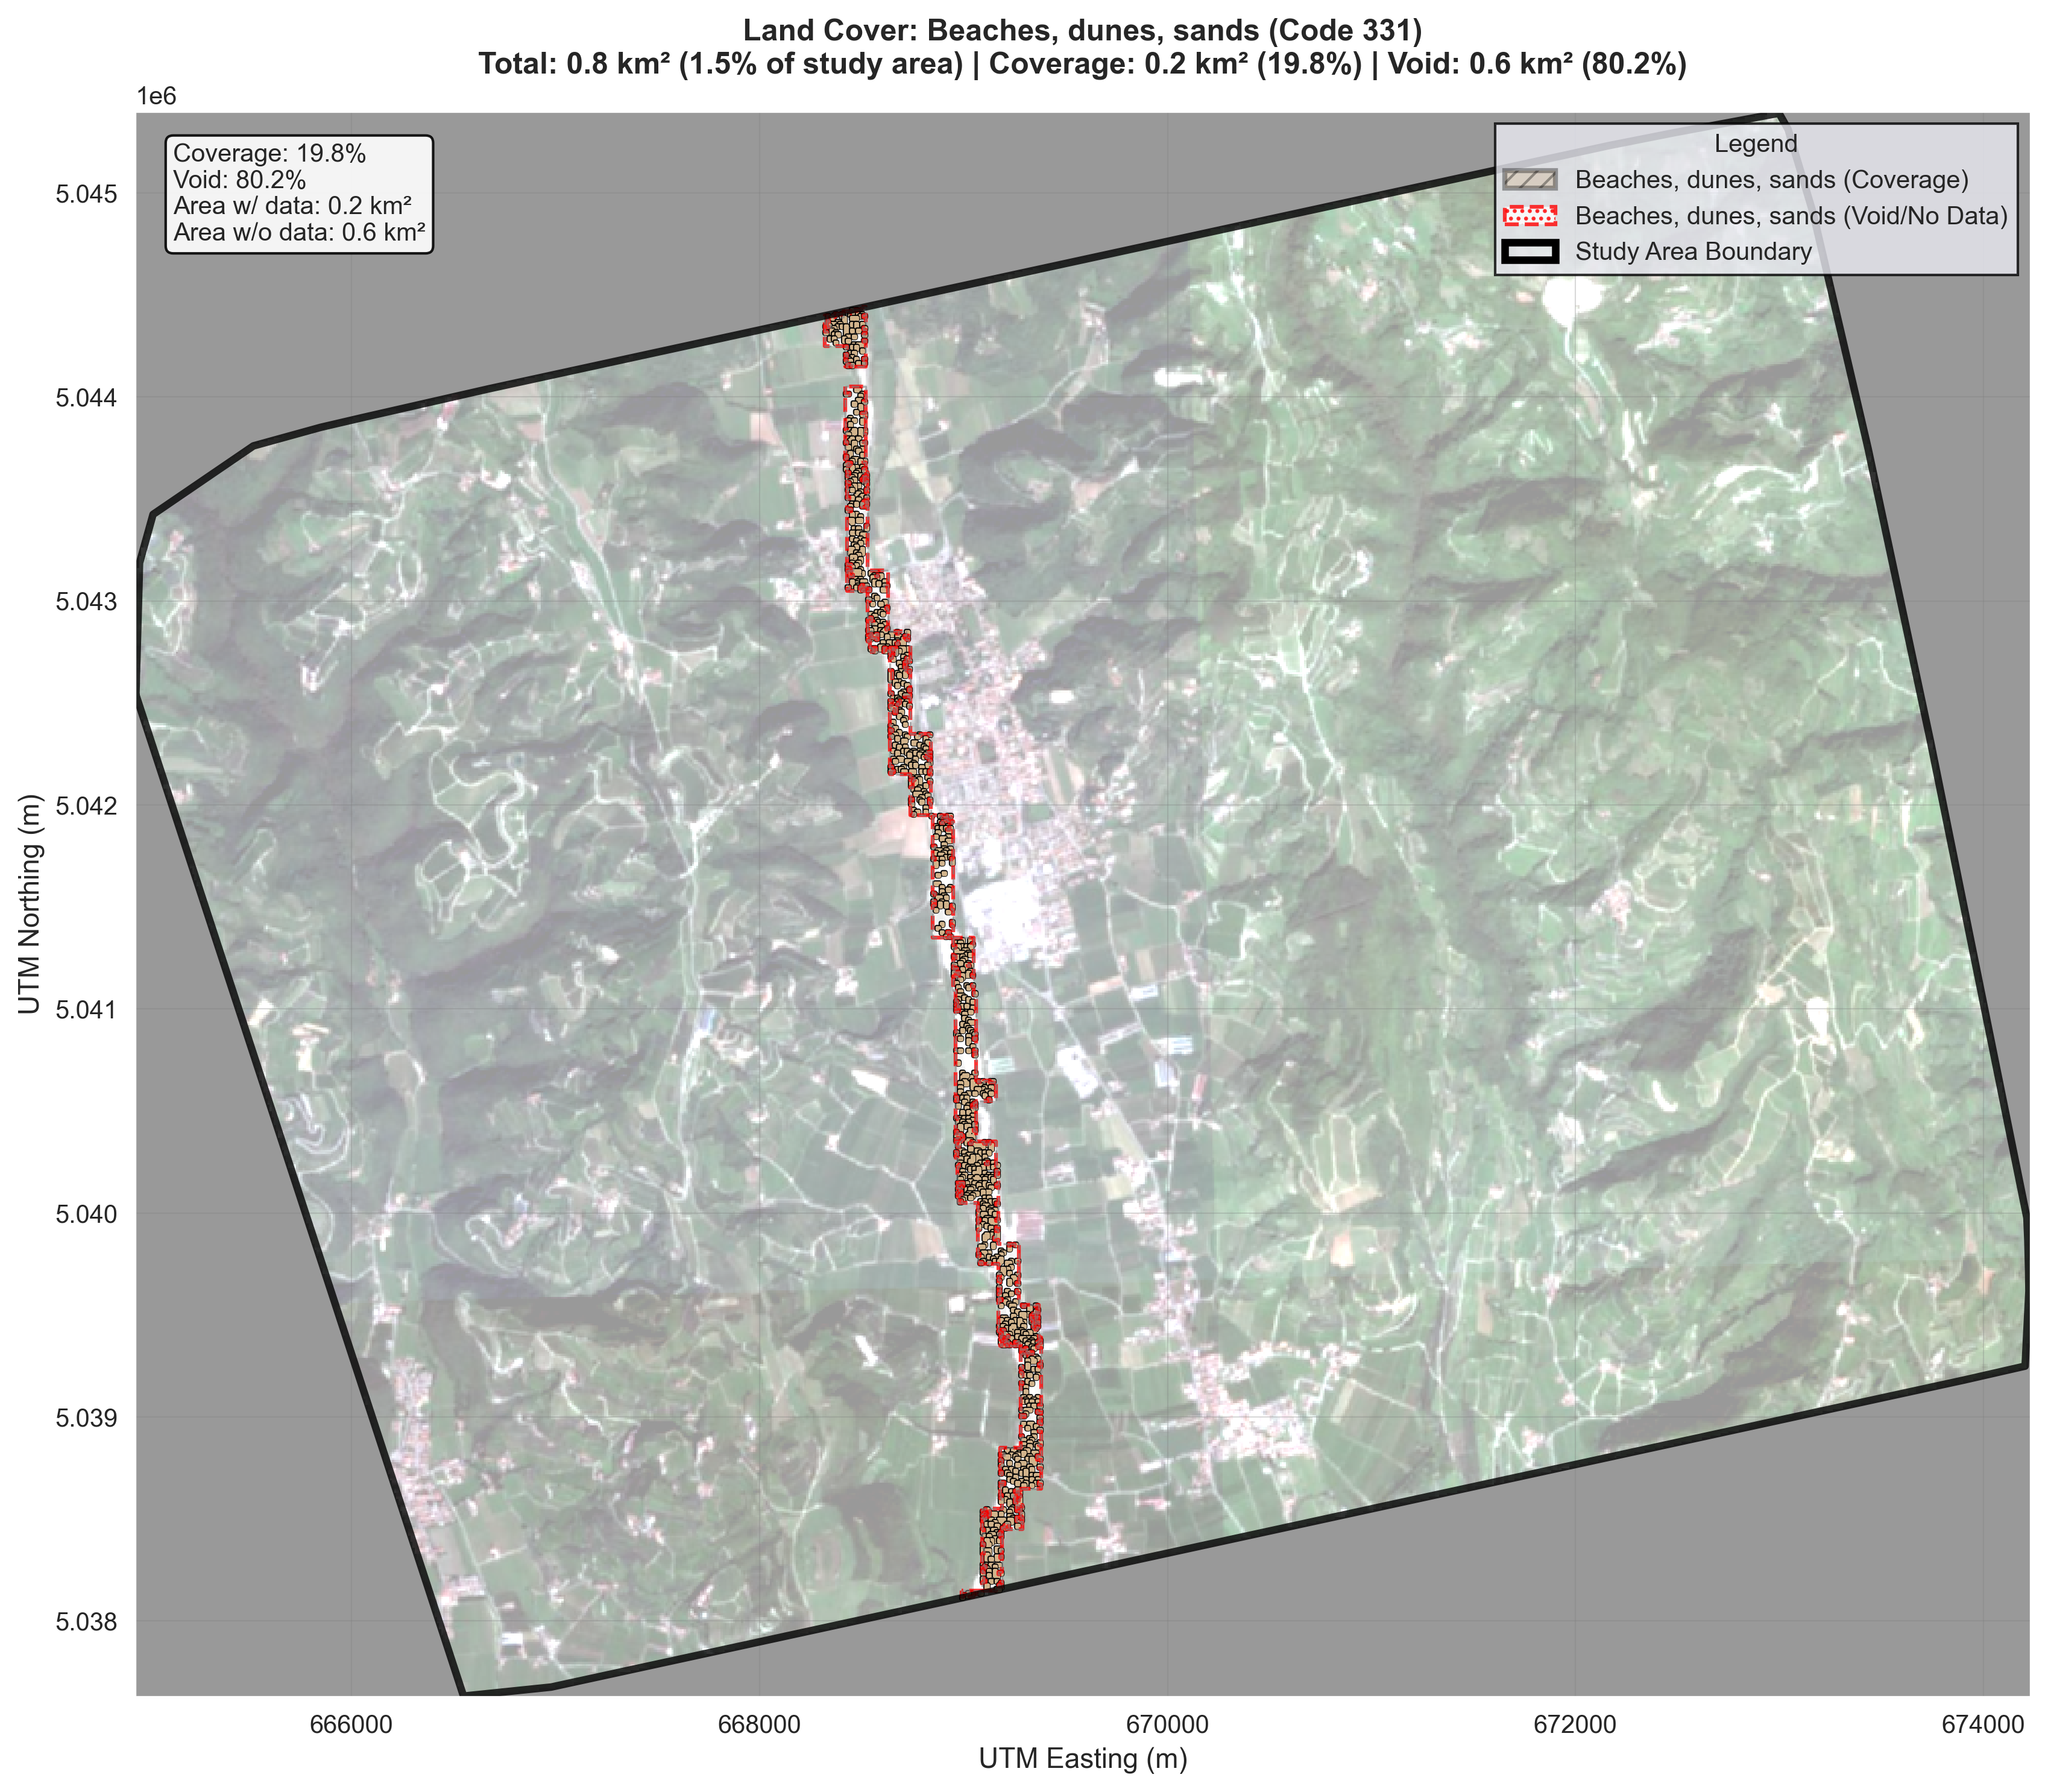 Land Cover: Beaches, dunes, sands (Code 331)
Total: 0.8 km² (1.5% of study area) | Coverage: 0.2 km² (19.8%) | Void: 0.6 km² (80.2%)
1e6
Coverage: 19.8%
Void: 80.2%
Area w/ data: 0.2 km²
Area w/o data: 0.6 km²
Legend
Beaches, dunes, sands (Coverage)
Beaches, dunes, sands (Void/No Data)
Study Area Boundary
5.045
5.044
5.043
5.042
5.041
5.040
5.039
5.038
UTM Northing (m)
666000
668000
670000
672000
674000
UTM Easting (m)